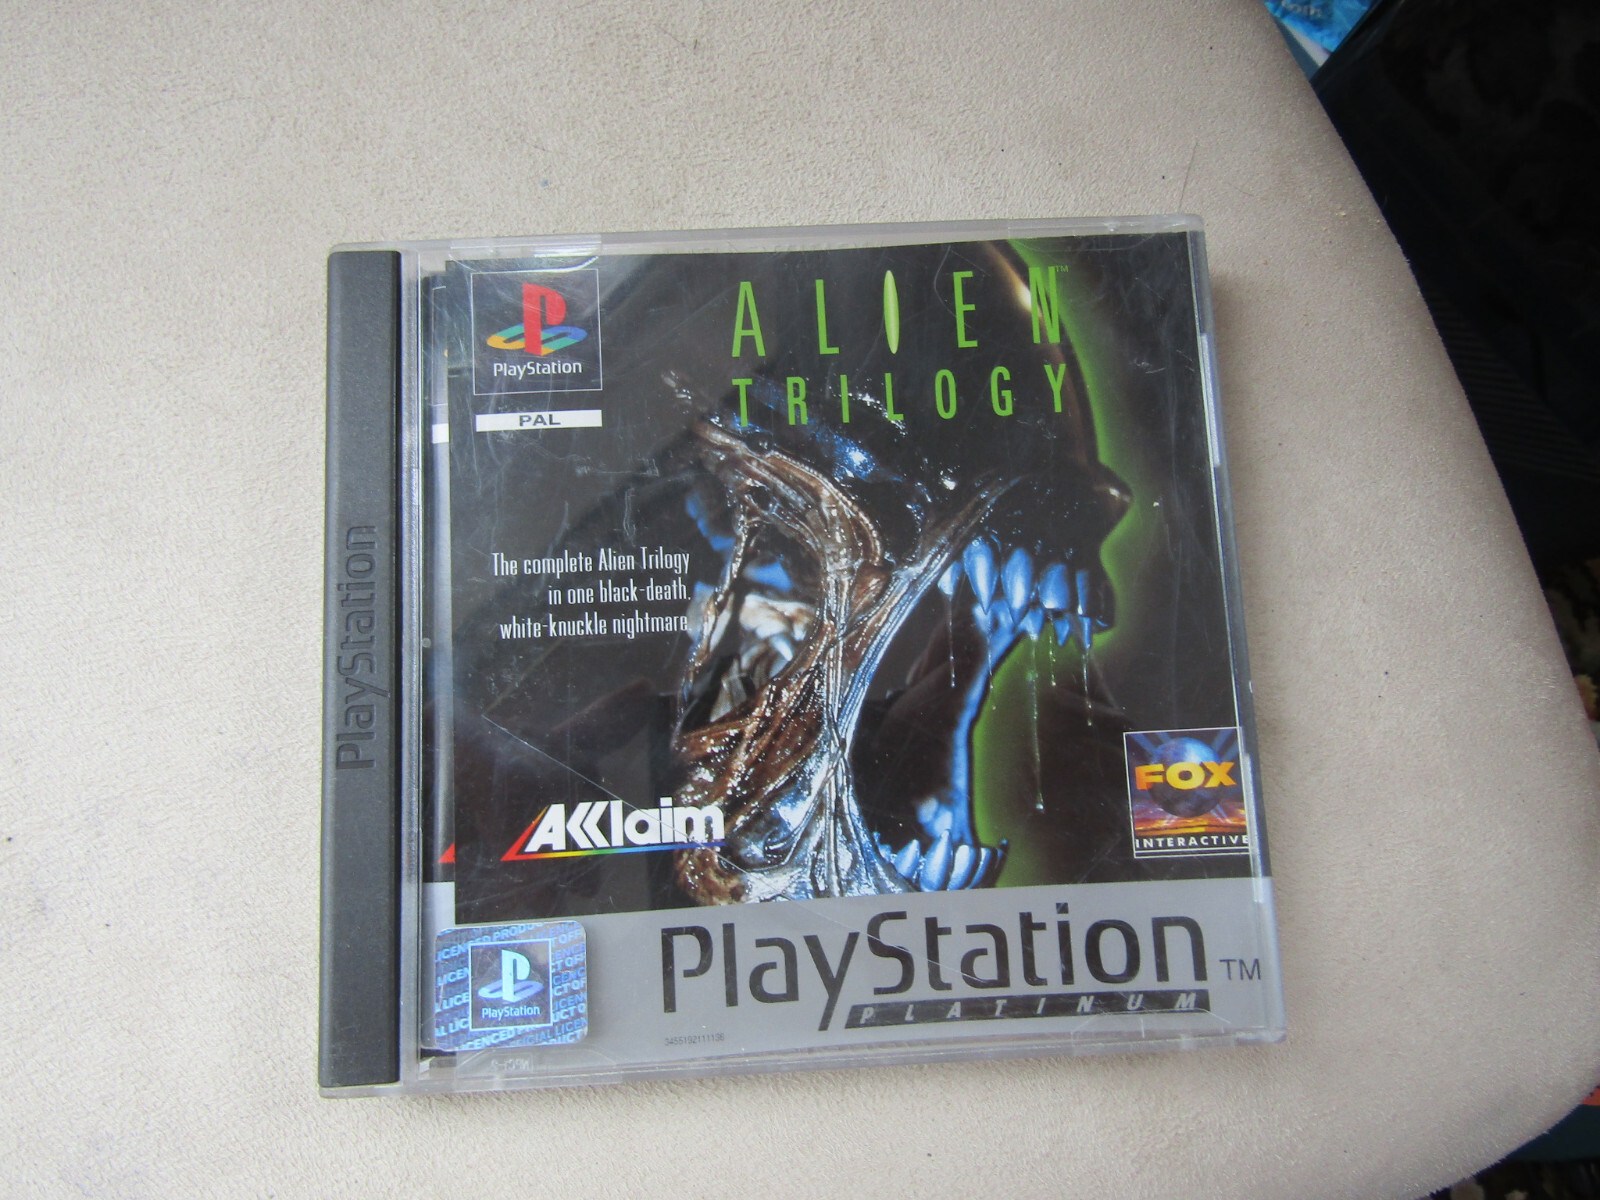 PlayStation
PlayStation
PAL
ALIEN™
TRILOGY
The complete Alien Trilogy
in one black-death,
white-knuckle nightmare.
AKKlaim
FOX
INTERACTIVE
PlayStation
PlayStation™
PLATINUM